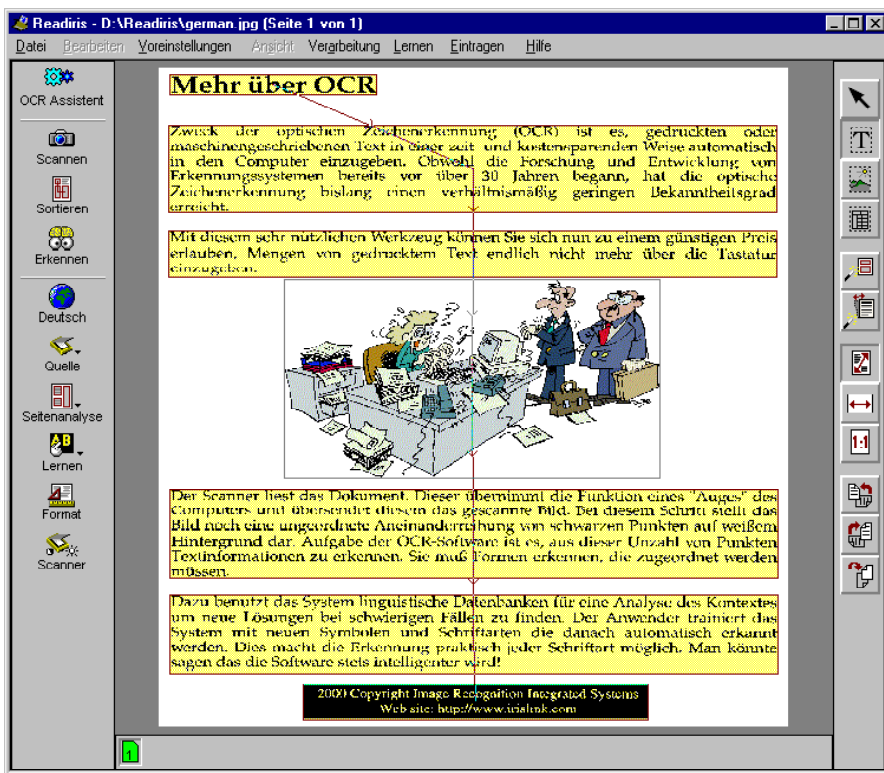 Readiris - D:\Readiris\german.jpg (Seite 1 von 1)
Datei Bearbeiten Voreinstellungen Ansicht Verarbeitung Lernen Eintragen Hilfe
OCR Assistent
Scannen
Sortieren
Erkennen
Deutsch
Quelle
Seitenanalyse
Lernen
Format
Scanner
Mehr über OCR
Zweck der optischen Zeichenerkennung (OCR) ist es, gedruckten oder
maschinengeschriebenen Text in einer zeit- und kostensparenden Weise automatisch
in den Computer einzugeben. Obwohl die Forschung und Entwicklung von
Erkennungssystemen bereits vor über 30 Jahren begann, hat die optische
Zeichenerkennung bislang einen verhältnismäßig geringen Bekanntheitsgrad
erreicht.
Mit diesem sehr nützlichen Werkzeug können Sie sich nun zu einem günstigen Preis
erlauben, Mengen von gedrucktem Text endlich nicht mehr über die Tastatur
einzugeben.
Der Scanner liest das Dokument. Dieser übernimmt die Funktion eines "Auges" des
Computers und übersendet diesem das gescannte Bild. Bei diesem Schritt stellt das
Bild noch eine ungeordnete Aneinanderreihung von schwarzen Punkten auf weißem
Hintergrund dar. Aufgabe der OCR-Software ist es, aus dieser Unzahl von Punkten
Textinformationen zu erkennen. Sie muß Formen erkennen, die zugeordnet werden
müssen.
Dazu benutzt das System linguistische Datenbanken für eine Analyse des Kontextes
um neue Lösungen bei schwierigen Fällen zu finden. Der Anwender trainiert das
System mit neuen Symbolen und Schriftarten die danach automatisch erkannt
werden. Dies macht die Erkennung praktisch jeder Schriftart möglich. Man könnte
sagen das die Software stets intelligenter wird!
2000 Copyright Image Recognition Integrated Systems
Web site: http://www.irislink.com
1
T
1:1